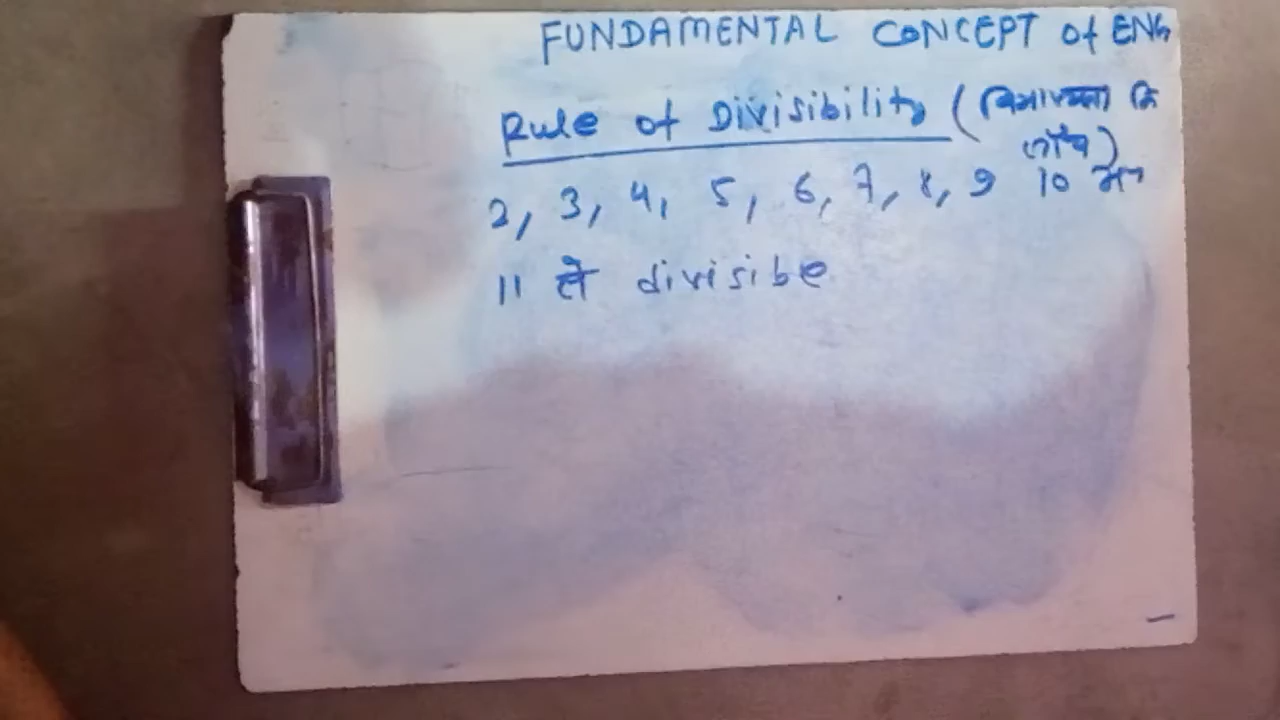 FUNDAMENTAL CONCEPT of ENG
Rule of Divisibility (विभाज्यता कि
जाँच)
2, 3, 4, 5, 6, 7, 8, 9 10
11 से divisibe